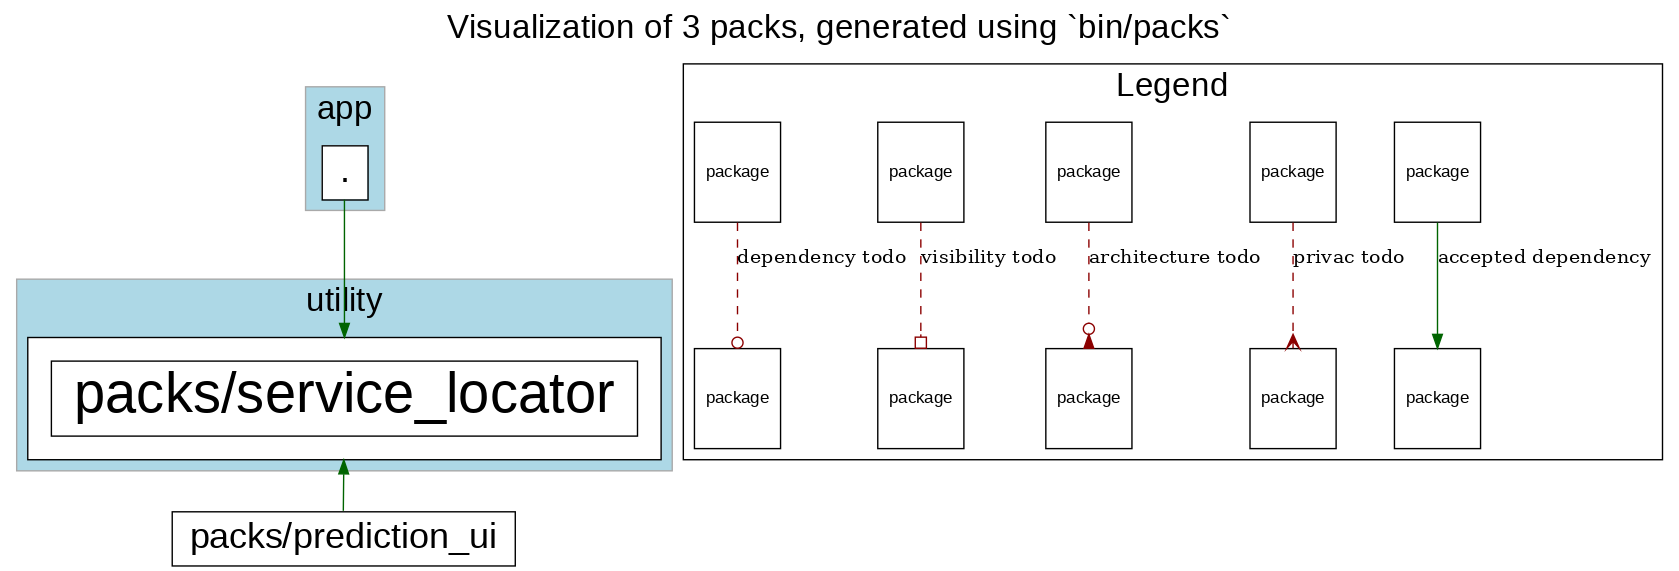 Visualization of 3 packs, generated using `bin/packs`
app
.
utility
packs/service_locator
packs/prediction_ui
Legend
package package package package package
dependency todo visibility todo architecture todo privac todo accepted dependency
package package package package package